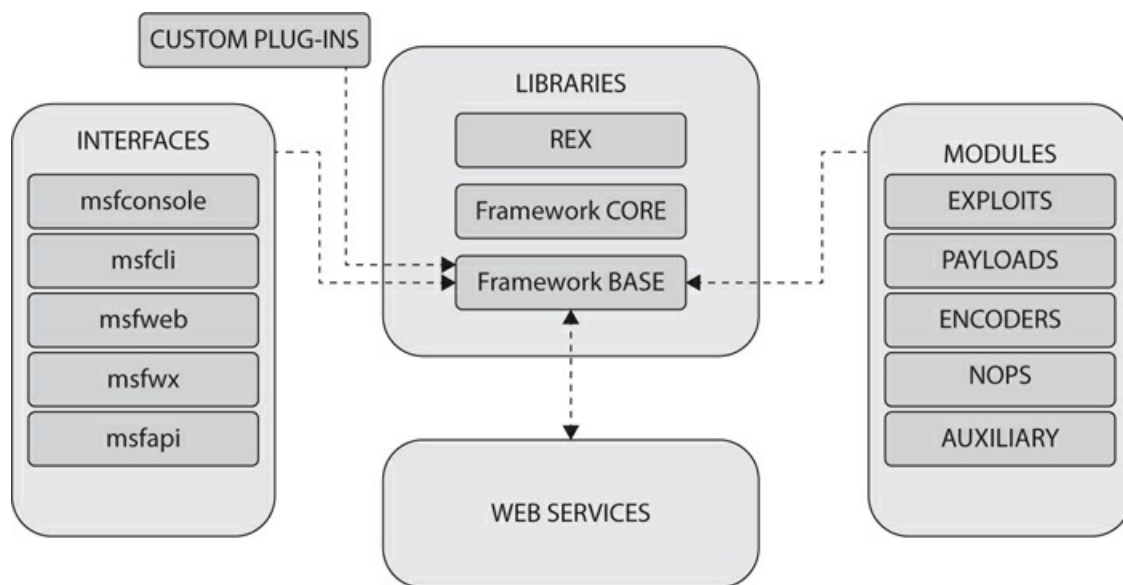 CUSTOM PLUG-INS
INTERFACES
msfconsole
msfcli
msfweb
msfwx
msfapi
LIBRARIES
REX
Framework CORE
Framework BASE
WEB SERVICES
MODULES
EXPLOITS
PAYLOADS
ENCODERS
NOPS
AUXILIARY